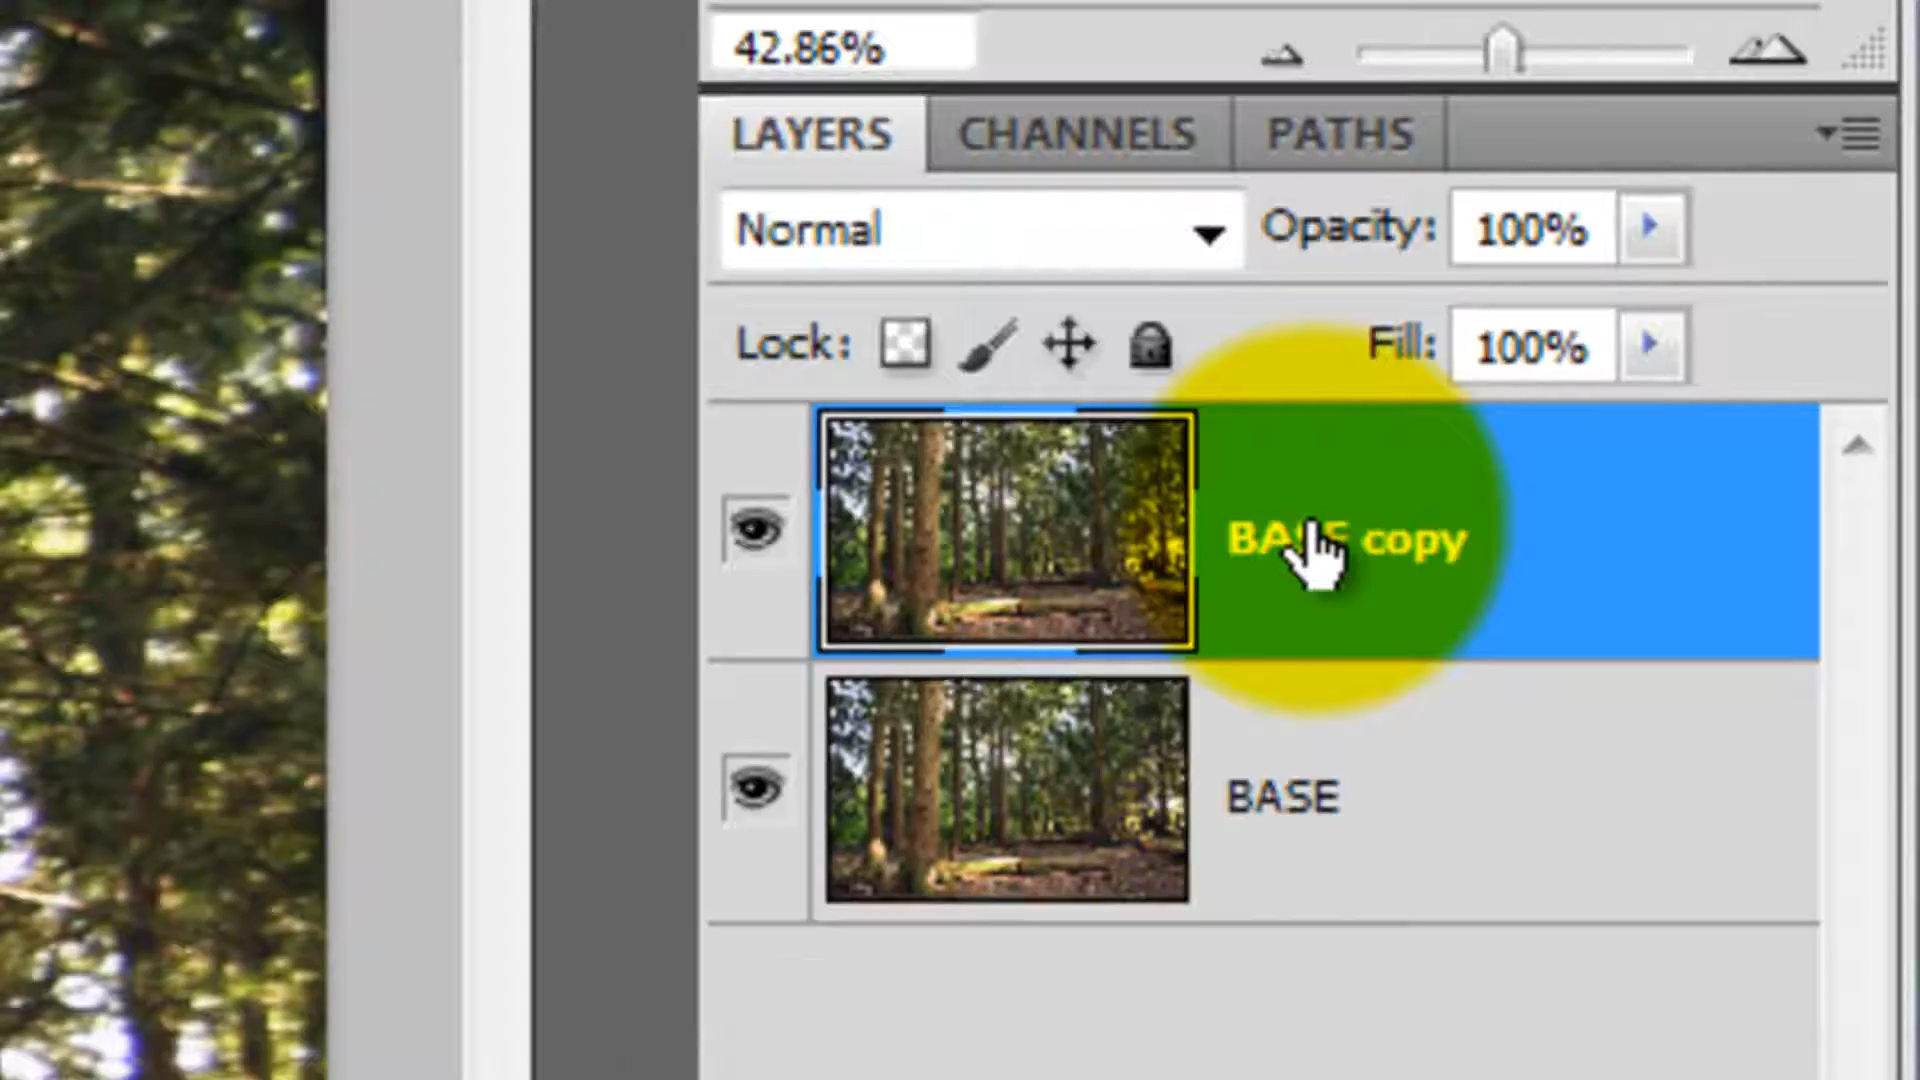 42.86%
LAYERS CHANNELS PATHS
Normal Opacity: 100%
Lock: Fill: 100%
BASE copy
BASE